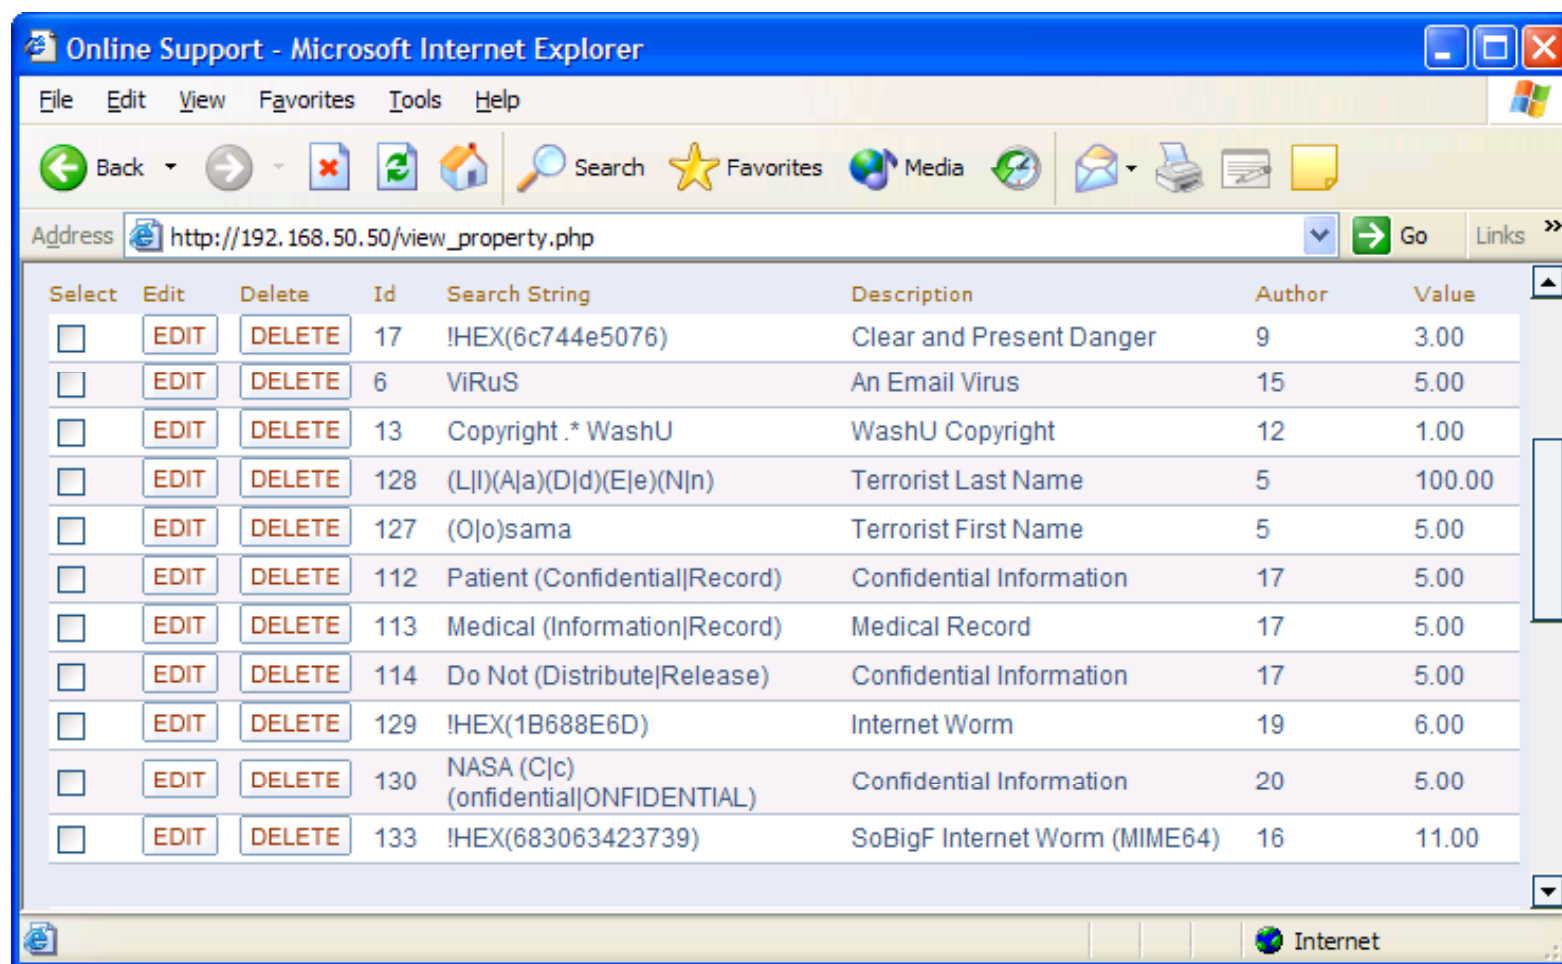 Online Support - Microsoft Internet Explorer
File Edit View Favorites Tools Help
Back Search Favorites Media
Address http://192.168.50.50/view_property.php Go Links »
Select Edit Delete Id Search String Description Author Value
EDIT DELETE 17 !HEX(6c744e5076) Clear and Present Danger 9 3.00
EDIT DELETE 6 ViRuS An Email Virus 15 5.00
EDIT DELETE 13 Copyright .* WashU WashU Copyright 12 1.00
EDIT DELETE 128 (L|l)(A|a)(D|d)(E|e)(N|n) Terrorist Last Name 5 100.00
EDIT DELETE 127 (O|o)sama Terrorist First Name 5 5.00
EDIT DELETE 112 Patient (Confidential|Record) Confidential Information 17 5.00
EDIT DELETE 113 Medical (Information|Record) Medical Record 17 5.00
EDIT DELETE 114 Do Not (Distribute|Release) Confidential Information 17 5.00
EDIT DELETE 129 !HEX(1B688E6D) Internet Worm 19 6.00
EDIT DELETE 130 NASA (C|c)
(onfidential|ONFIDENTIAL) Confidential Information 20 5.00
EDIT DELETE 133 !HEX(683063423739) SoBigF Internet Worm (MIME64) 16 11.00
Internet